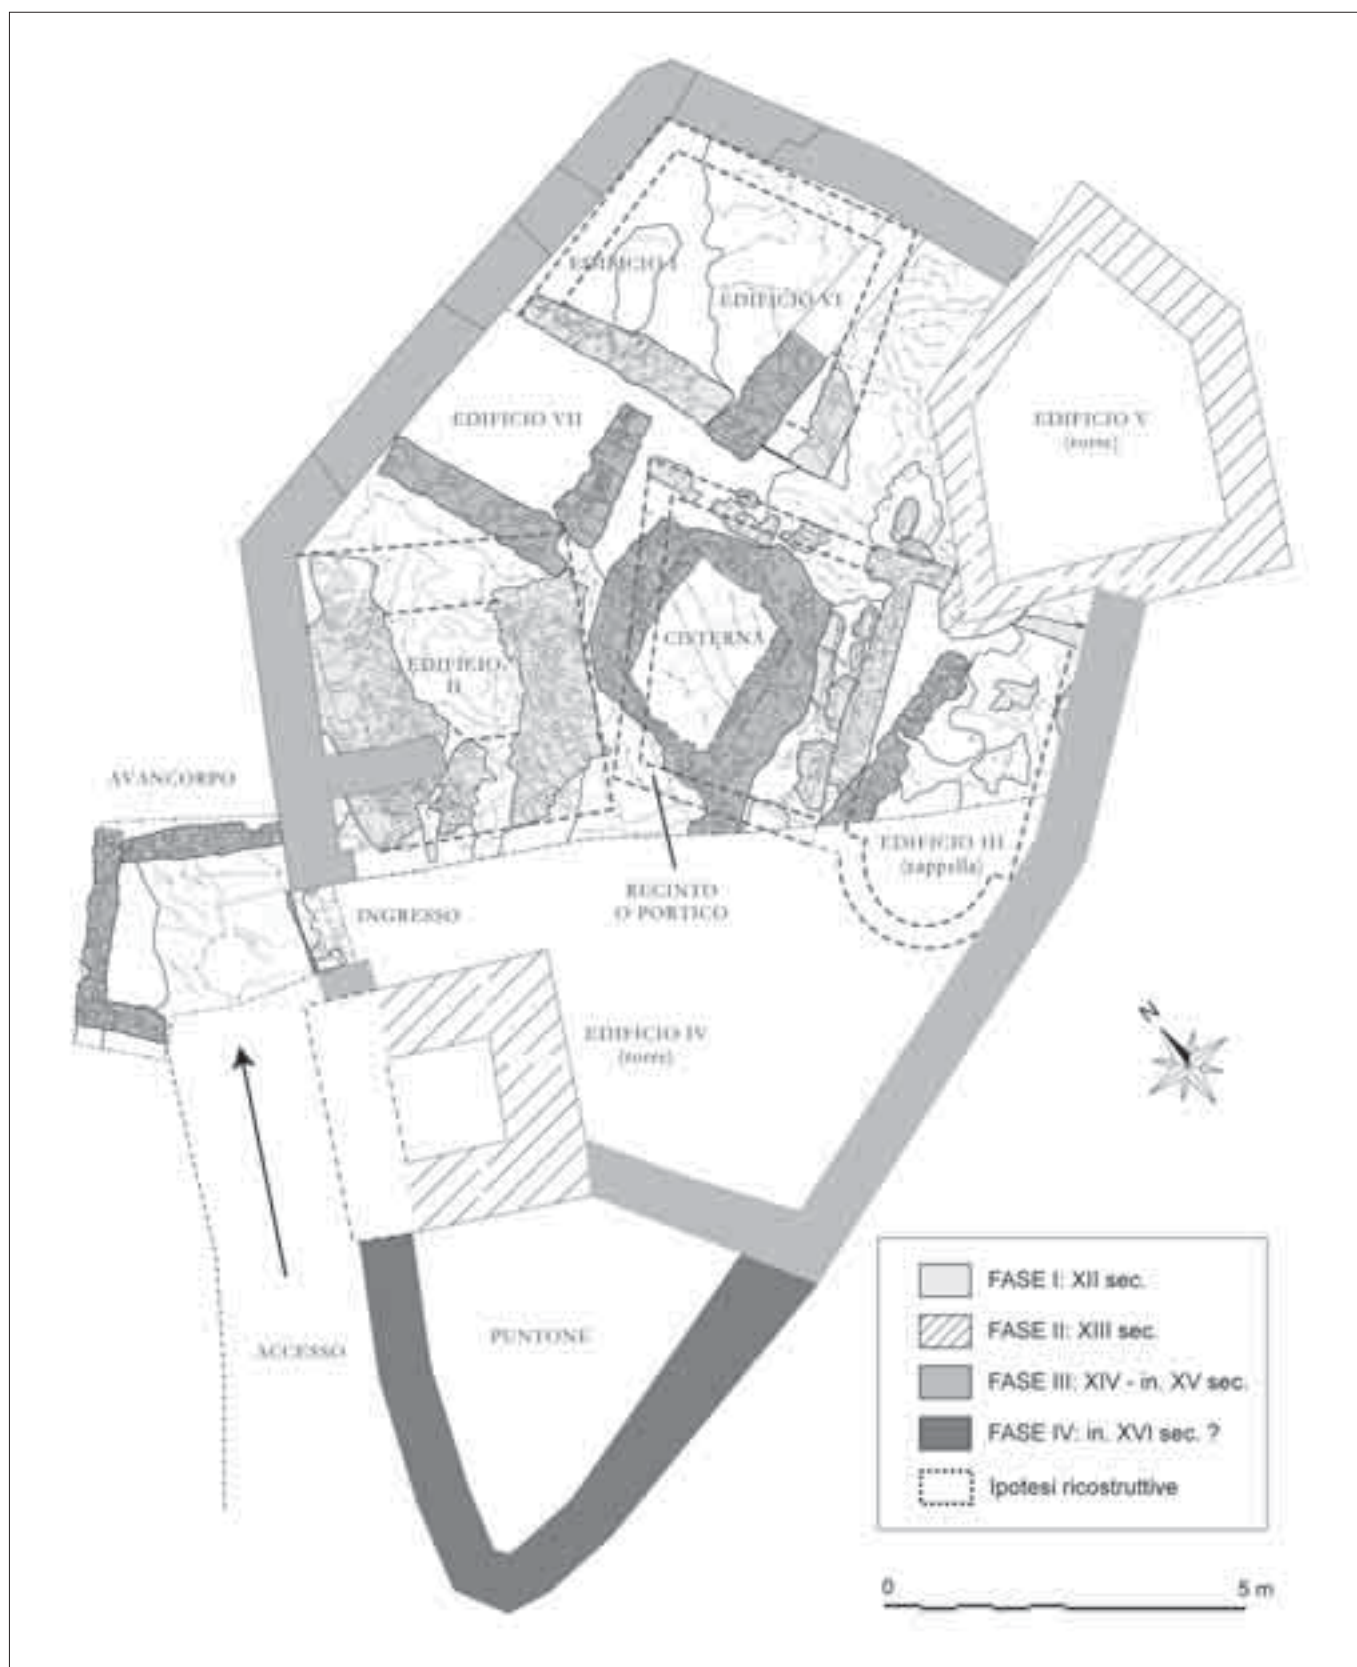 EDIFICIO I
EDIFICIO VI
EDIFICIO VII
EDIFICIO V
(torre)
CISTERNA
EDIFICIO
II
AVANCORPO
EDIFICIO III
(cappella)
RECINTO
O PORTICO
INGRESSO
EDIFICIO IV
(torre)
N
ACCESSO
PUNTONE
FASE I: XII sec.
FASE II: XIII sec.
FASE III: XIV - in. XV sec.
FASE IV: in. XVI sec. ?
Ipotesi ricostruttive
0 5 m